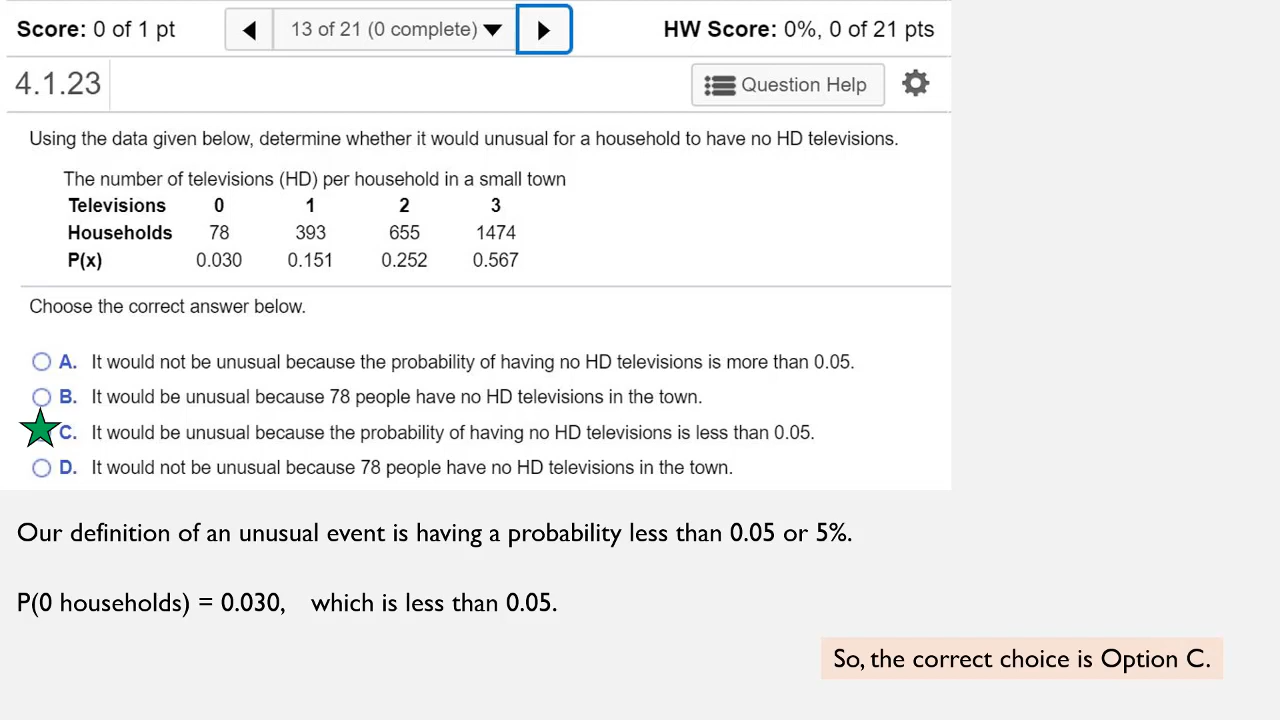 Score: 0 of 1 pt
13 of 21 (0 complete)
HW Score: 0%, 0 of 21 pts
4.1.23
Question Help
Using the data given below, determine whether it would unusual for a household to have no HD televisions.
The number of televisions (HD) per household in a small town
Televisions 0 1 2 3
Households 78 393 655 1474
P(x) 0.030 0.151 0.252 0.567
Choose the correct answer below.
A. It would not be unusual because the probability of having no HD televisions is more than 0.05.
B. It would be unusual because 78 people have no HD televisions in the town.
C. It would be unusual because the probability of having no HD televisions is less than 0.05.
D. It would not be unusual because 78 people have no HD televisions in the town.
Our definition of an unusual event is having a probability less than 0.05 or 5%.
P(0 households) = 0.030, which is less than 0.05.
So, the correct choice is Option C.